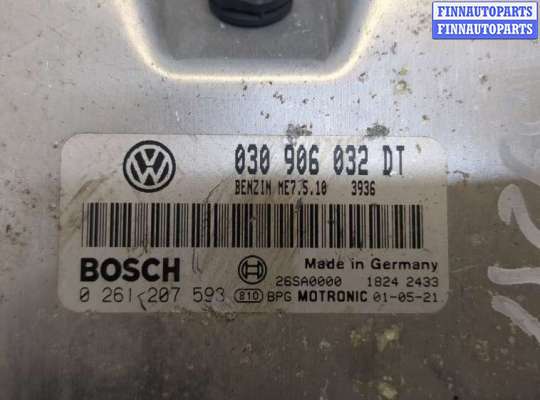 FINNAUTOPARTS
FINNAUTOPARTS
030 906 032 DT
BENZIN ME7.5.10 3936
BOSCH
Made in Germany
26SA0000 1824 2433
0 261 207 593 810 BPG MOTRONIC 01-05-21